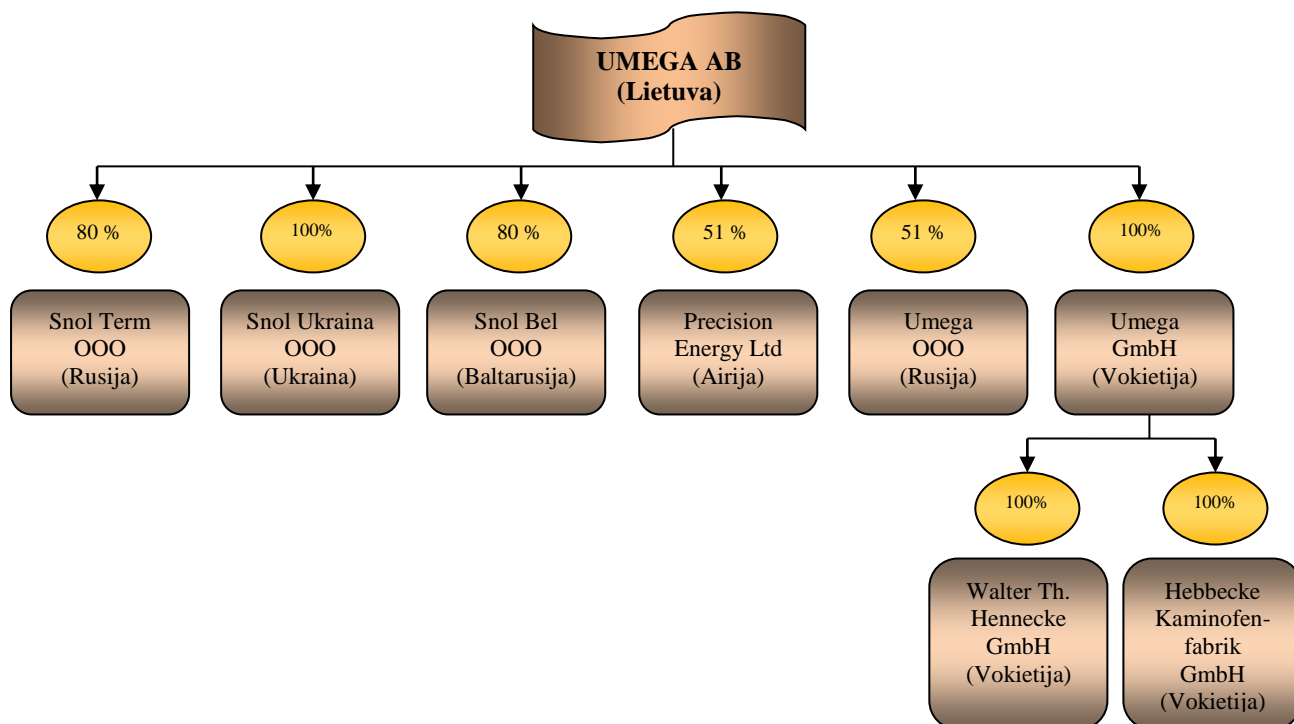 UMEGA AB
(Lietuva)
80 %
100%
80 %
51 %
51 %
100%
Snol Term
OOO
(Rusija)
Snol Ukraina
OOO
(Ukraina)
Snol Bel
OOO
(Baltarusija)
Precision
Energy Ltd
(Airija)
Umega
OOO
(Rusija)
Umega
GmbH
(Vokietija)
100%
100%
Walter Th.
Hennecke
GmbH
(Vokietija)
Hebbecke
Kaminofen-
fabrik
GmbH
(Vokietija)